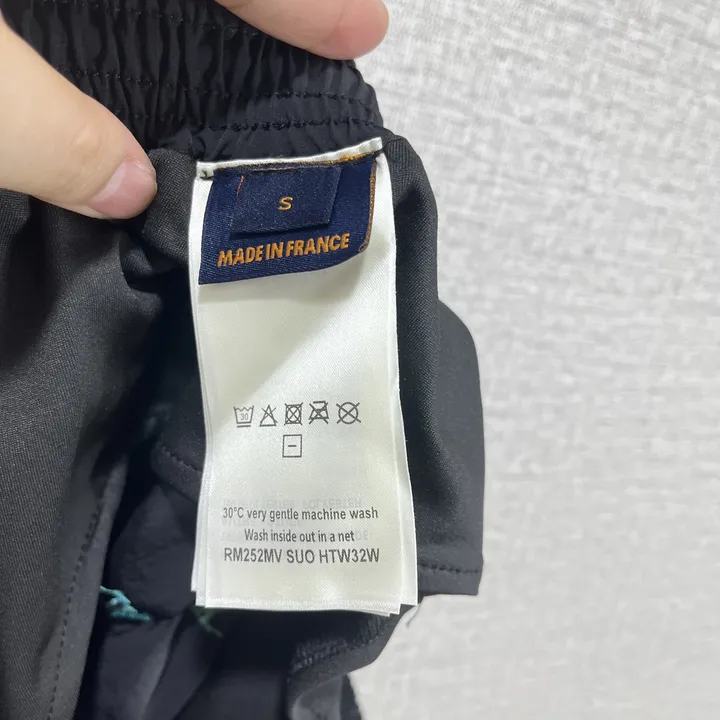 S
MADE IN FRANCE
30
30°C very gentle machine wash
Wash inside out in a net
RM252MV SUO HTW32W